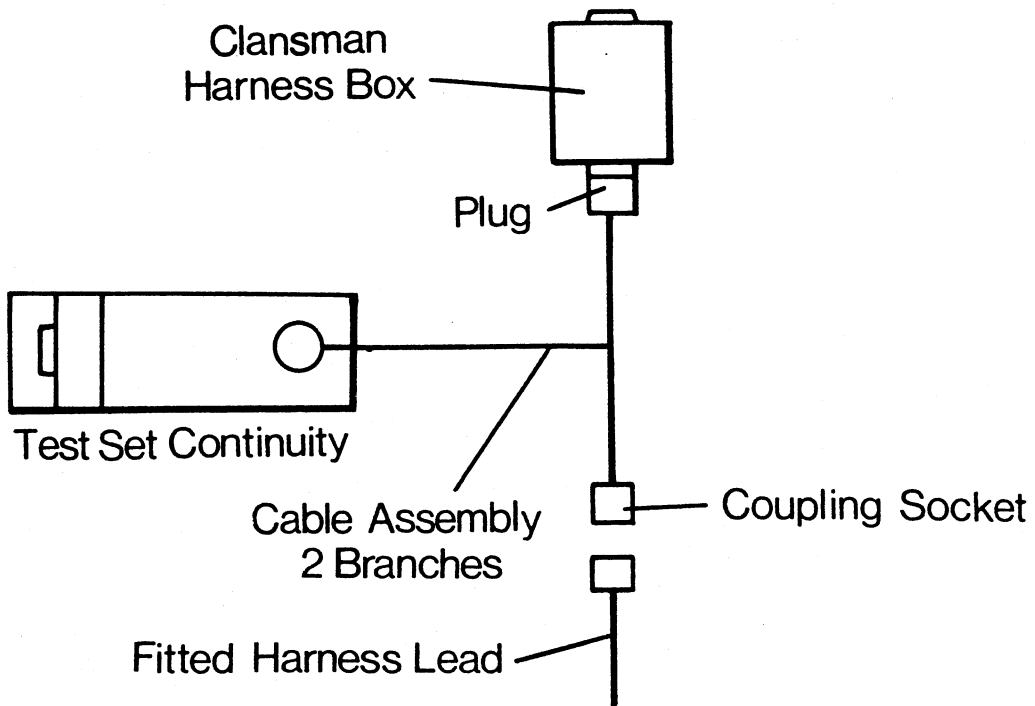 Clansman
Harness Box
Plug
Test Set Continuity
Cable Assembly
2 Branches
Coupling Socket
Fitted Harness Lead